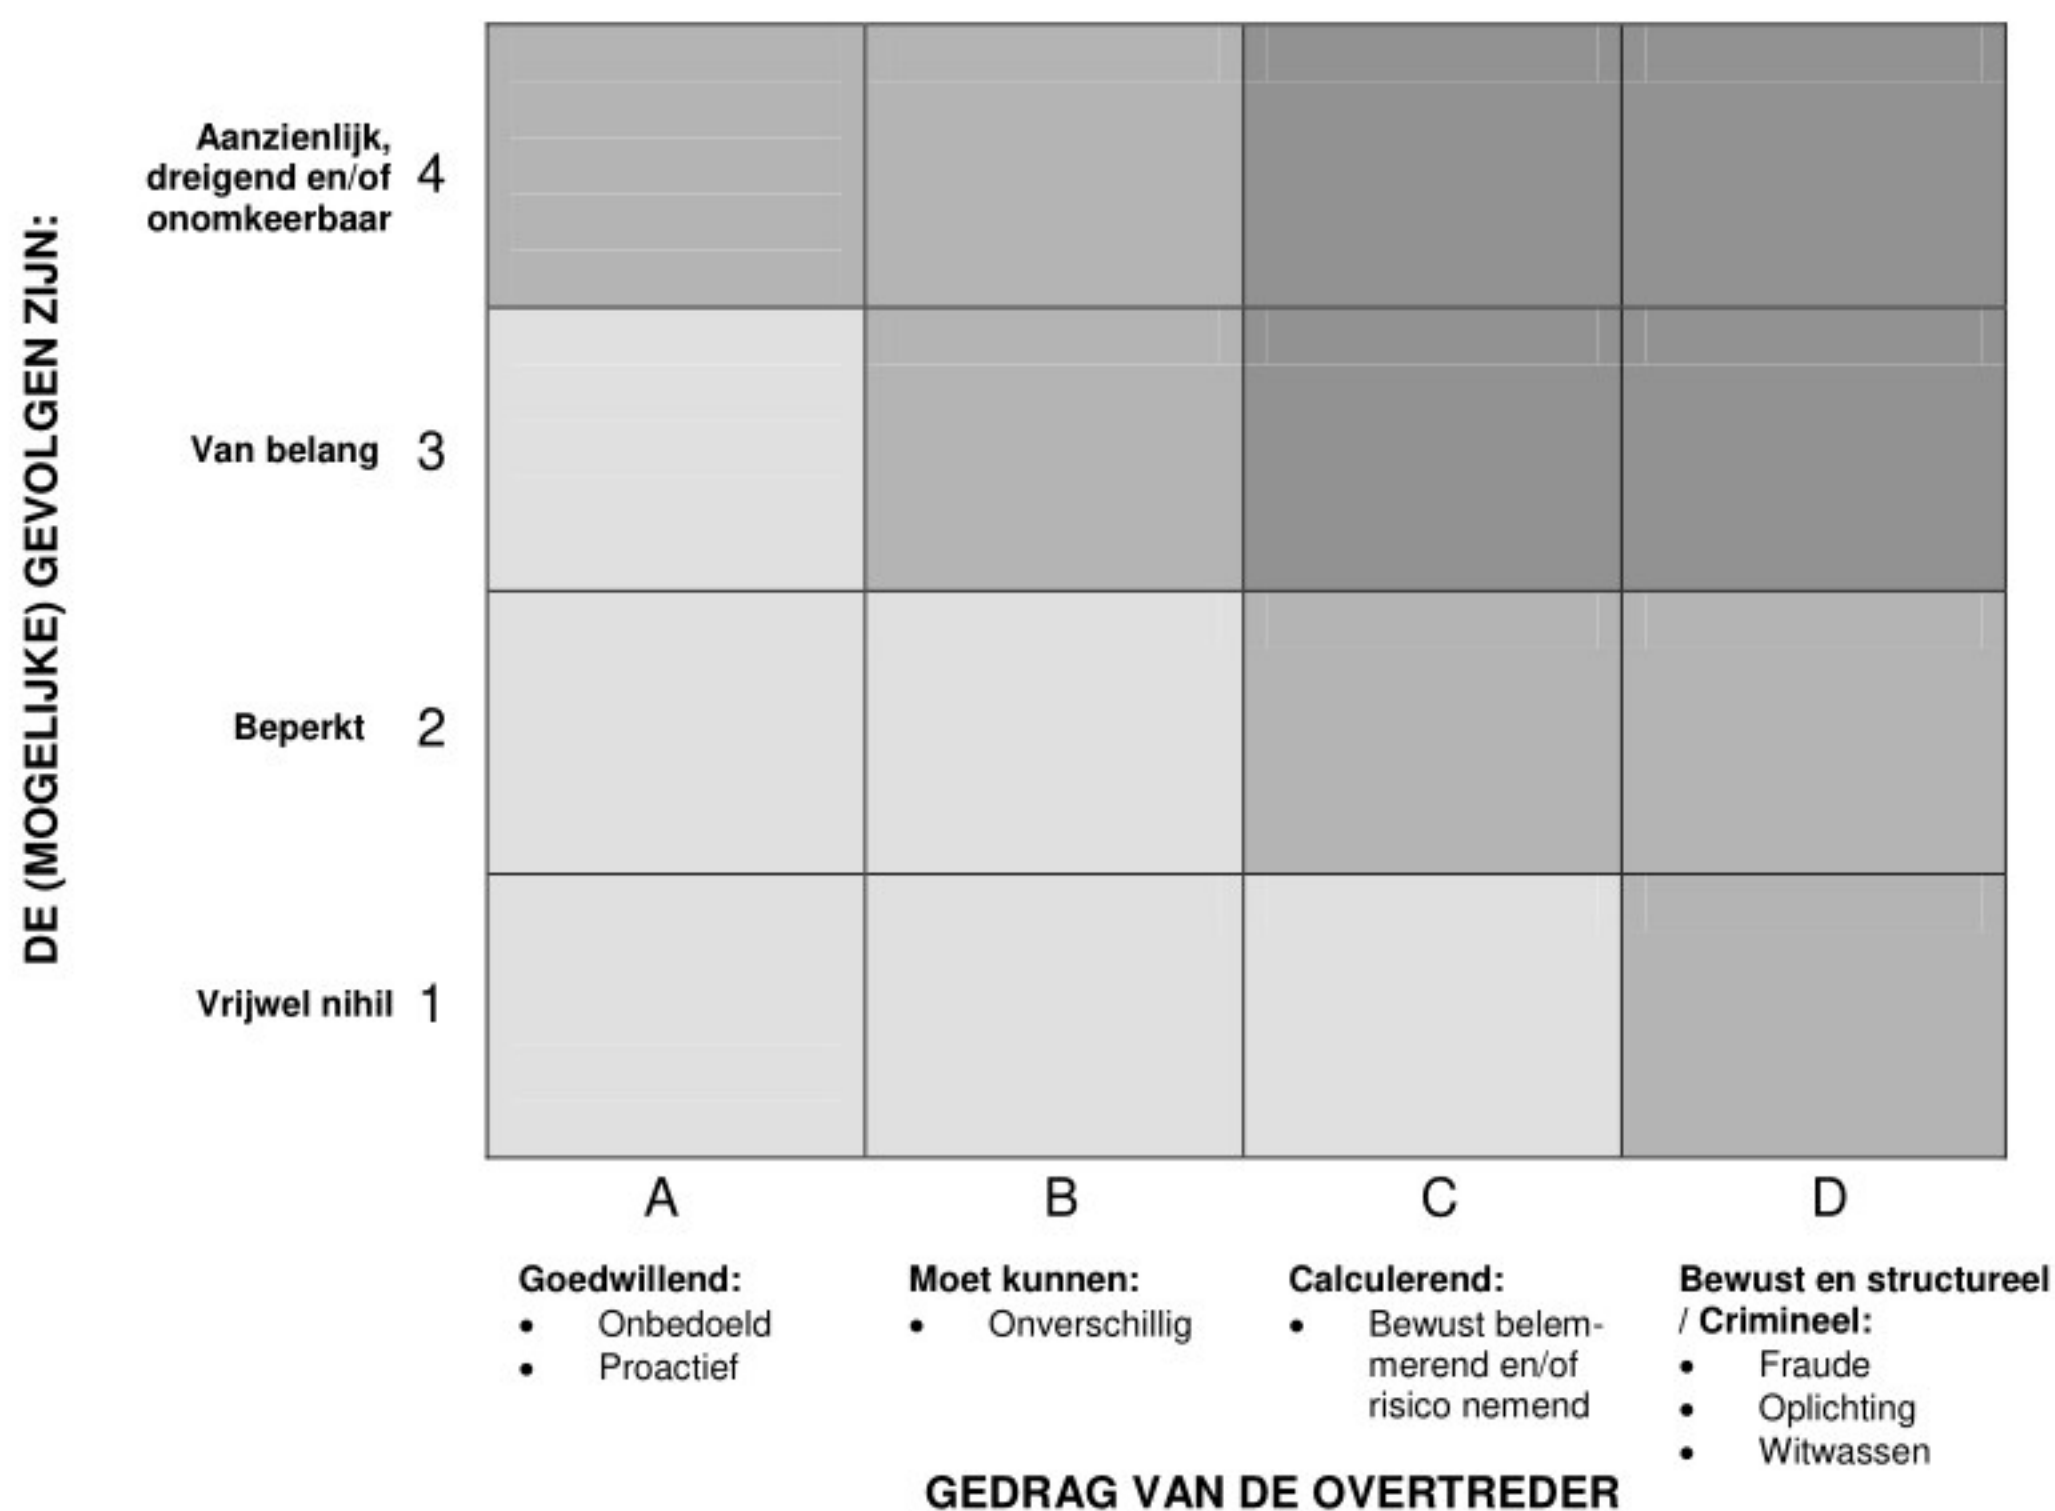 DE (MOGELIJKE) GEVOLGEN ZIJN:
Aanzienlijk,
dreigend en/of
onomkeerbaar
4
Van belang 3
Beperkt 2
Vrijwel nihil 1
A
B
C
D
Goedwillend:
• Onbedoeld
• Proactief
Moet kunnen:
• Onverschillig
Calculerend:
• Bewust belem-
merend en/of
risico nemend
Bewust en structureel
/ Crimineel:
• Fraude
• Oplichting
• Witwassen
GEDRAG VAN DE OVERTREDER